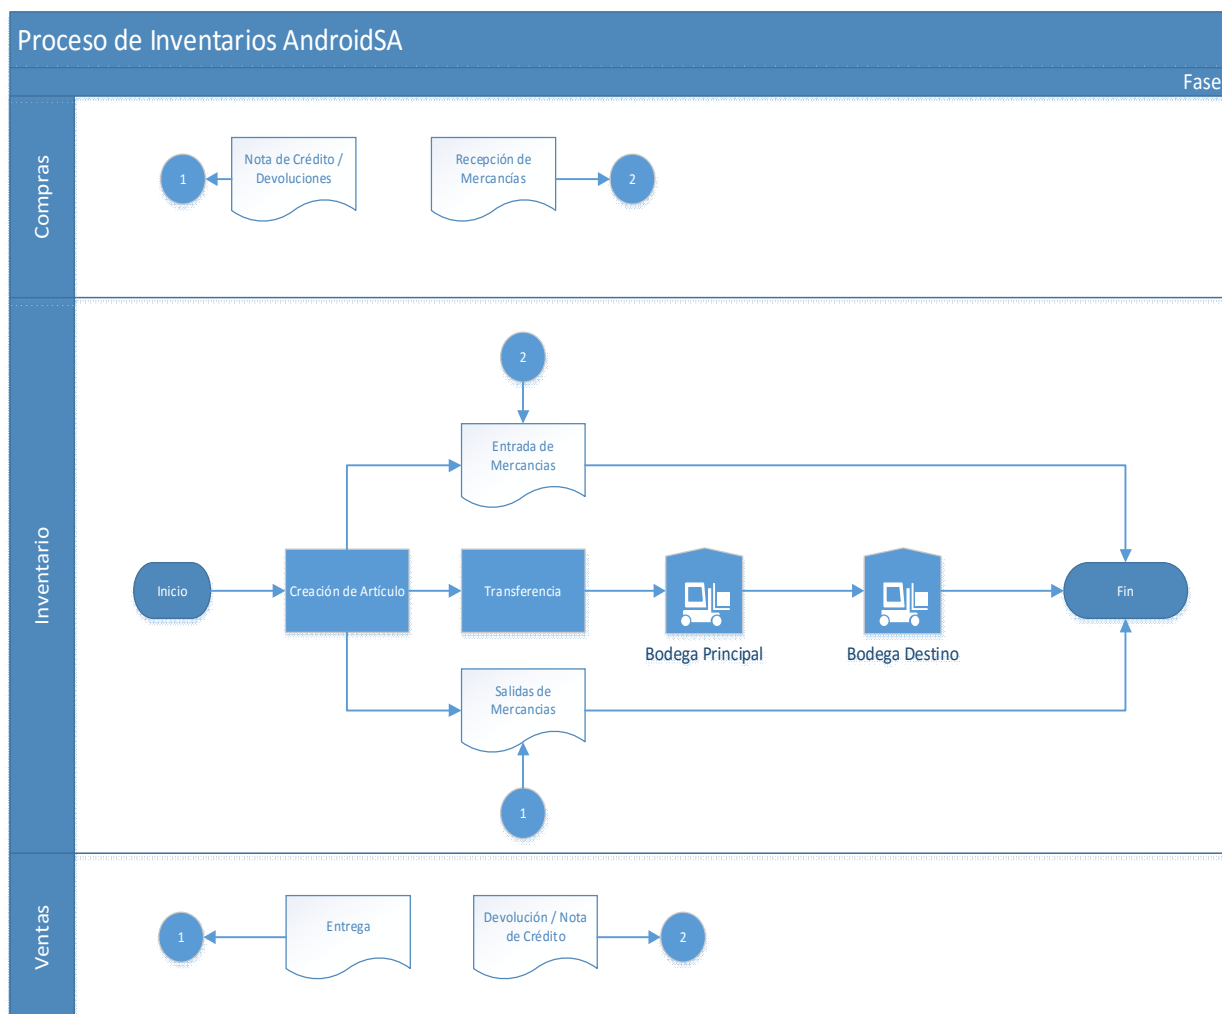 Proceso de Inventarios AndroidSA
Fase
Compras
1
Nota de Crédito /
Devoluciones
Recepción de
Mercancías
2
Inventario
2
Entrada de
Mercancias
Inicio
Creación de Artículo
Transferencia
Bodega Principal
Bodega Destino
Fin
Salidas de
Mercancias
1
Ventas
1
Entrega
Devolución / Nota
de Crédito
2